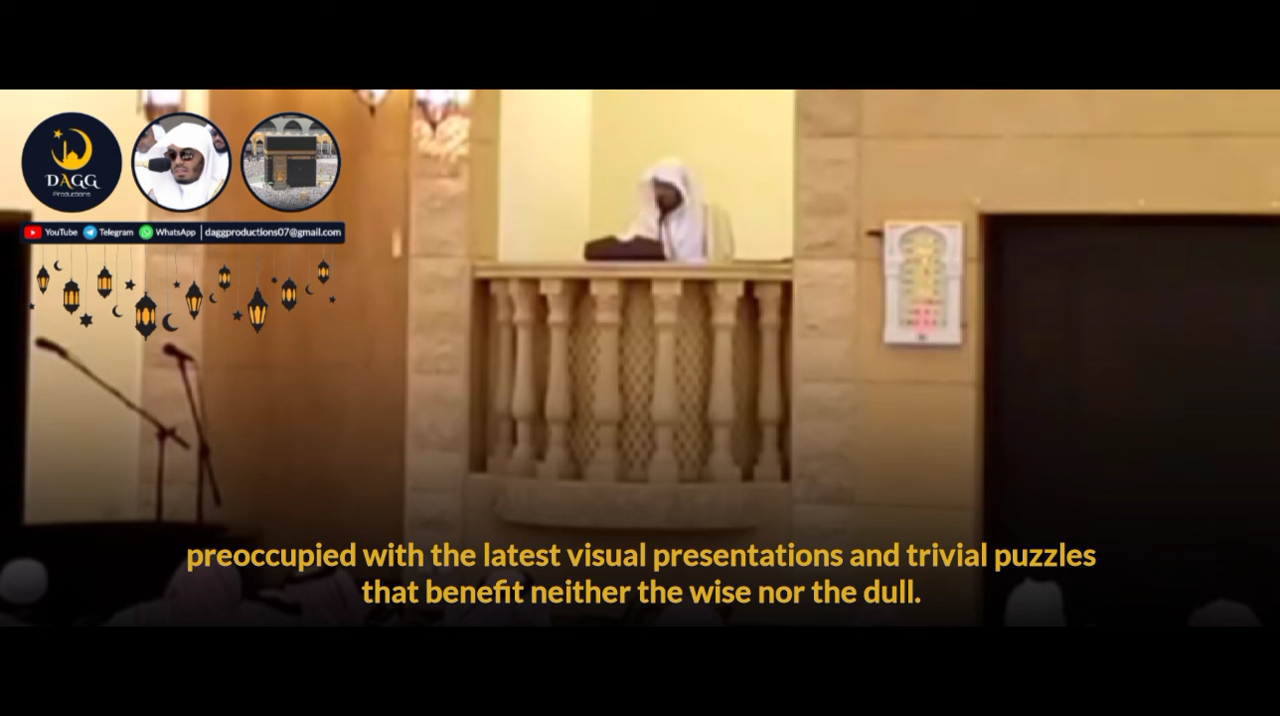 DAGG
Productions
YouTube Telegram WhatsApp | daggproductions07@gmail.com
preoccupied with the latest visual presentations and trivial puzzles
that benefit neither the wise nor the dull.